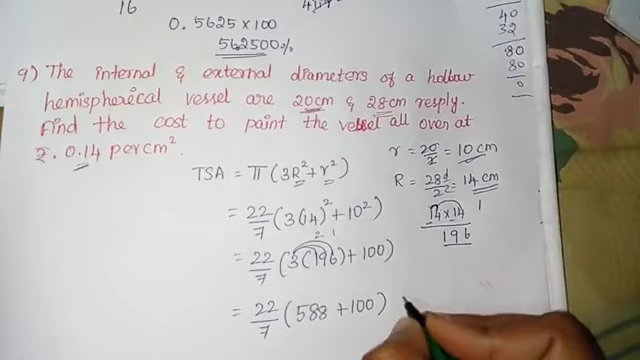 16
0.5625 x 100
562500%
40
32
80
80
0
9) The internal & external diameters of a hollow
hemispherical vessel are 20cm & 28cm resply.
Find the cost to paint the vessel all over at
₹. 0.14 per cm².
r = 20/2 = 10 cm
TSA = π (3R² + r²)
R = 28/2 = 14 cm
= 22/7 (3(14)² + 10²)
14 x 14
196
= 22/7 (3(196) + 100)
= 22/7 (588 + 100)